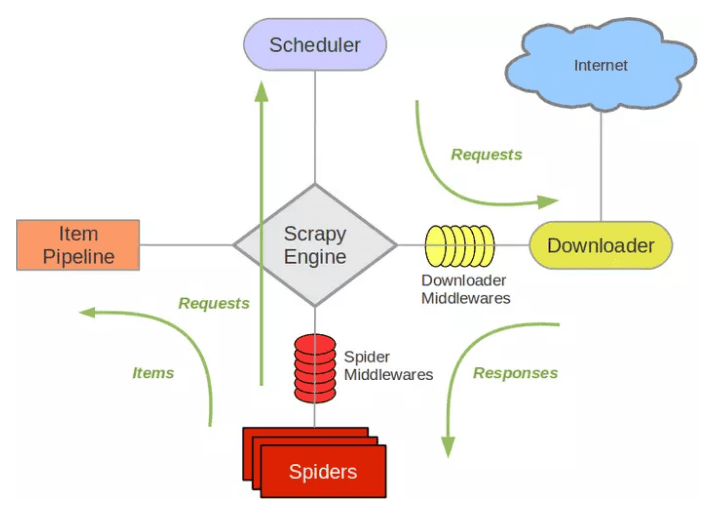 Scheduler
Internet
Requests
Item
Pipeline
Scrapy
Engine
Downloader
Downloader
Middlewares
Requests
Spider
Middlewares
Items
Responses
Spiders